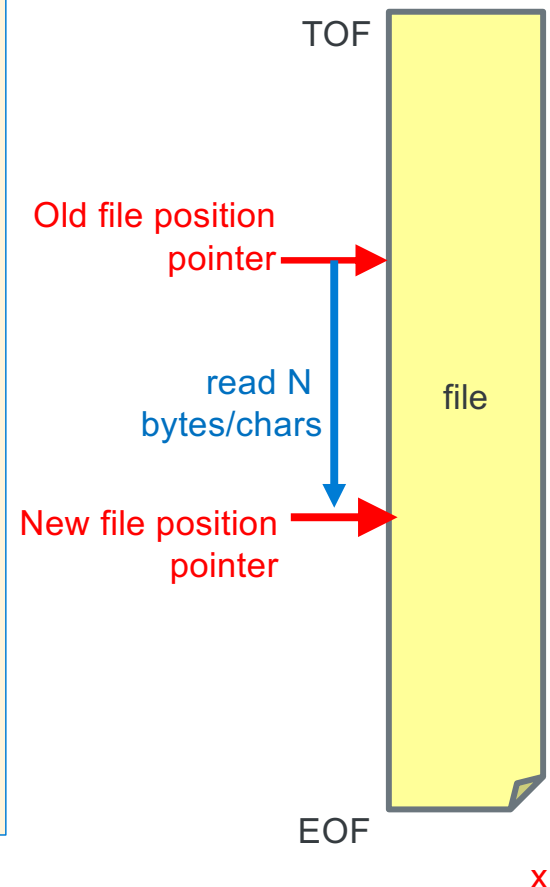 TOF
Old file position
pointer
read N
bytes/chars
file
New file position
pointer
EOF
x